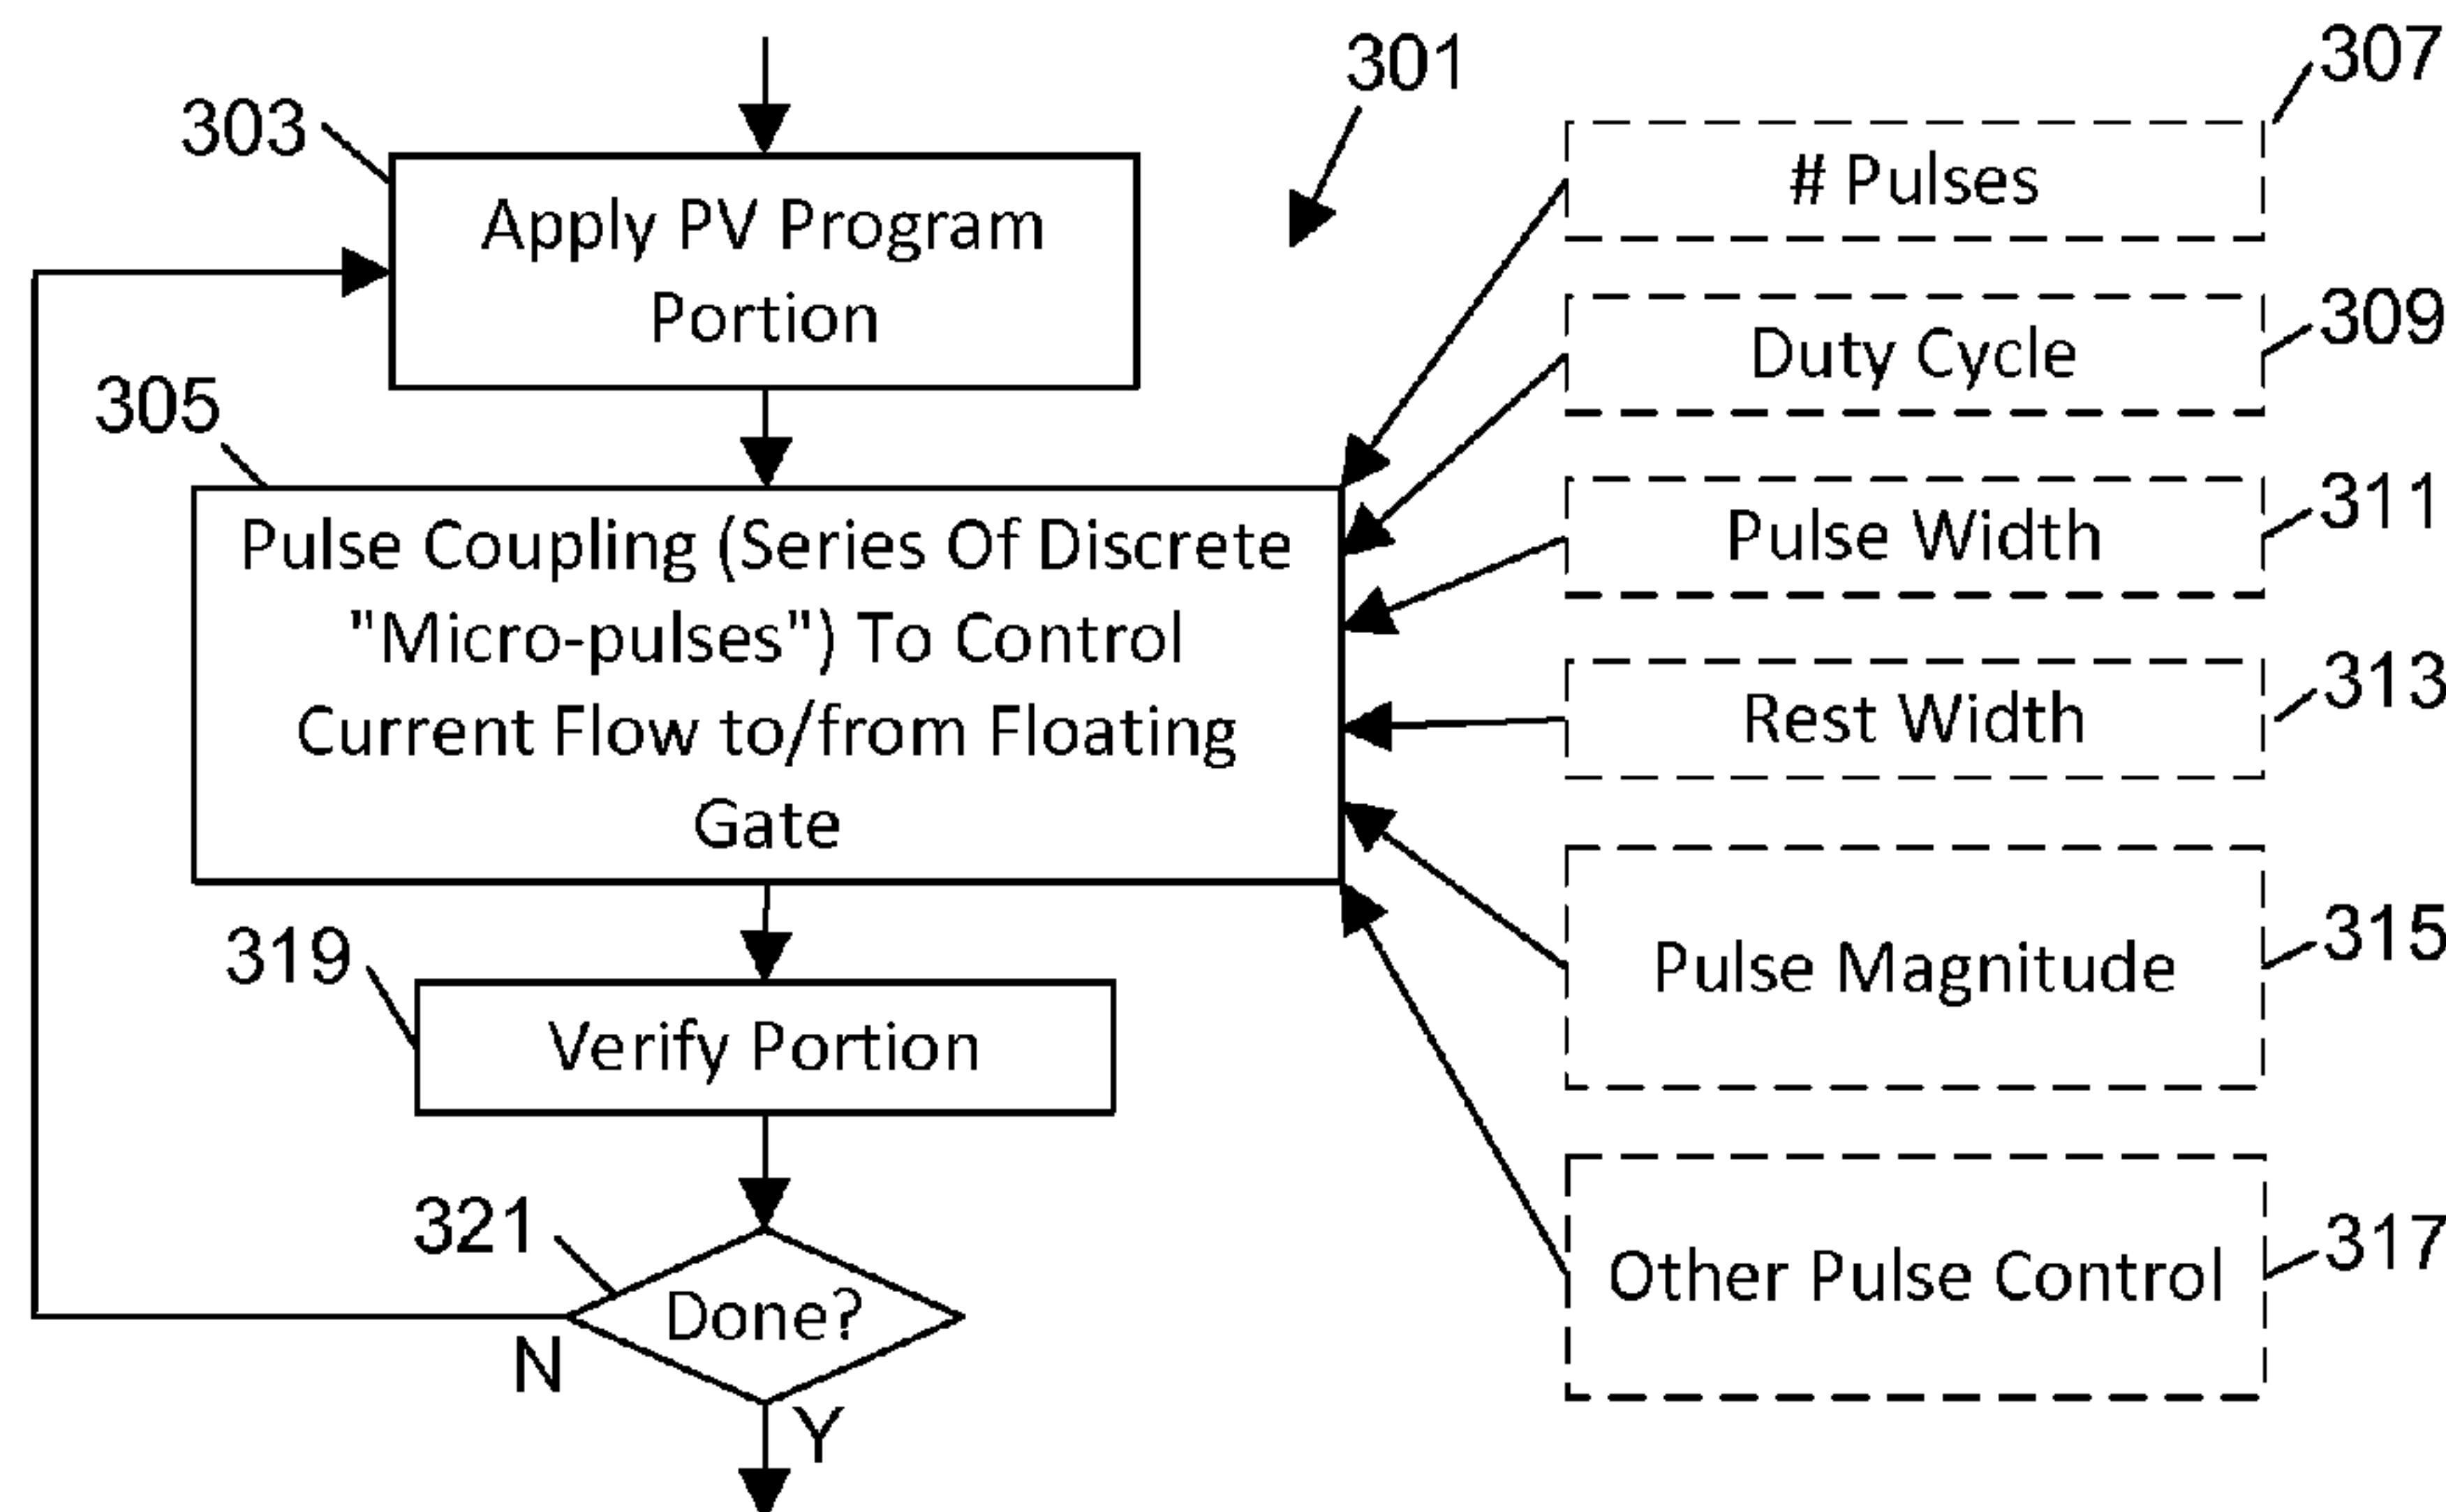 301
303
Apply PV Program
Portion
305
Pulse Coupling (Series Of Discrete
"Micro-pulses") To Control
Current Flow to/from Floating
Gate
319
Verify Portion
321
Done?
N
Y
307
# Pulses
309
Duty Cycle
311
Pulse Width
313
Rest Width
315
Pulse Magnitude
317
Other Pulse Control